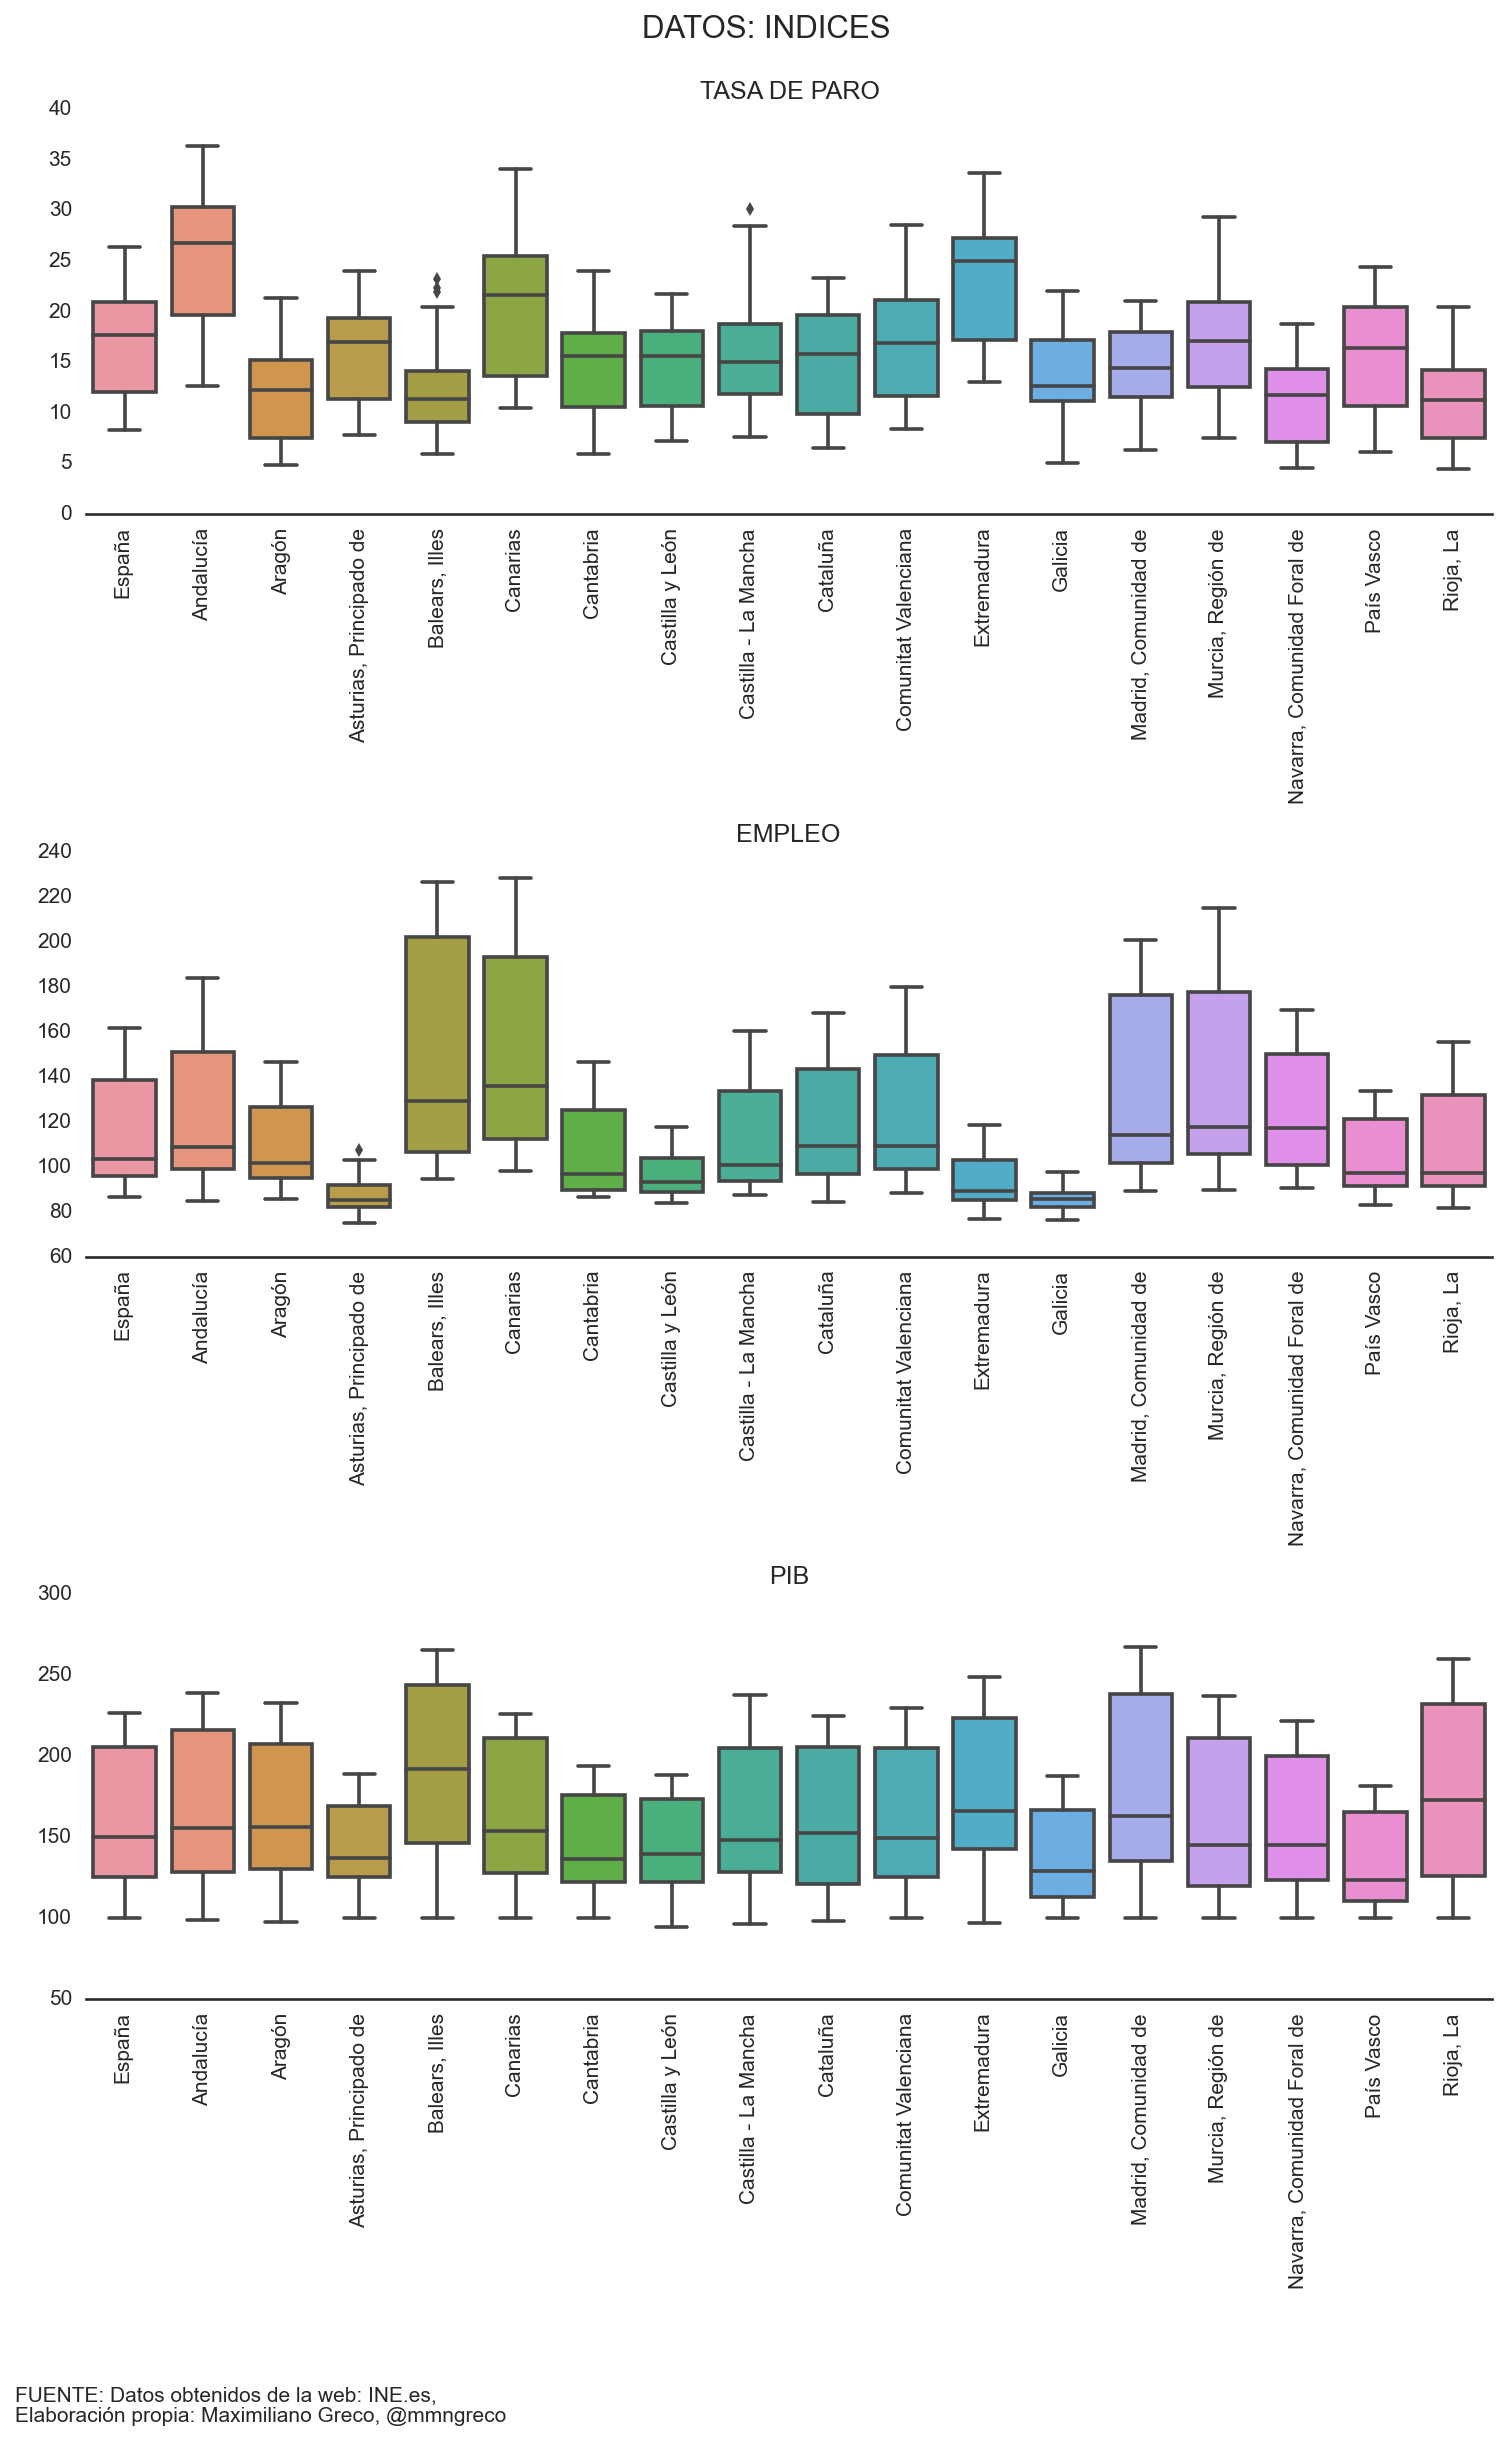 DATOS: INDICES
TASA DE PARO
40
35
30
25
20
15
10
5
0
España
Andalucía
Aragón
Asturias, Principado de
Balears, Illes
Canarias
Cantabria
Castilla y León
Castilla - La Mancha
Cataluña
Comunitat Valenciana
Extremadura
Galicia
Madrid, Comunidad de
Murcia, Región de
Navarra, Comunidad Foral de
País Vasco
Rioja, La
EMPLEO
240
220
200
180
160
140
120
100
80
60
España
Andalucía
Aragón
Asturias, Principado de
Balears, Illes
Canarias
Cantabria
Castilla y León
Castilla - La Mancha
Cataluña
Comunitat Valenciana
Extremadura
Galicia
Madrid, Comunidad de
Murcia, Región de
Navarra, Comunidad Foral de
País Vasco
Rioja, La
PIB
300
250
200
150
100
50
España
Andalucía
Aragón
Asturias, Principado de
Balears, Illes
Canarias
Cantabria
Castilla y León
Castilla - La Mancha
Cataluña
Comunitat Valenciana
Extremadura
Galicia
Madrid, Comunidad de
Murcia, Región de
Navarra, Comunidad Foral de
País Vasco
Rioja, La
FUENTE: Datos obtenidos de la web: INE.es,
Elaboración propia: Maximiliano Greco, @mmngreco